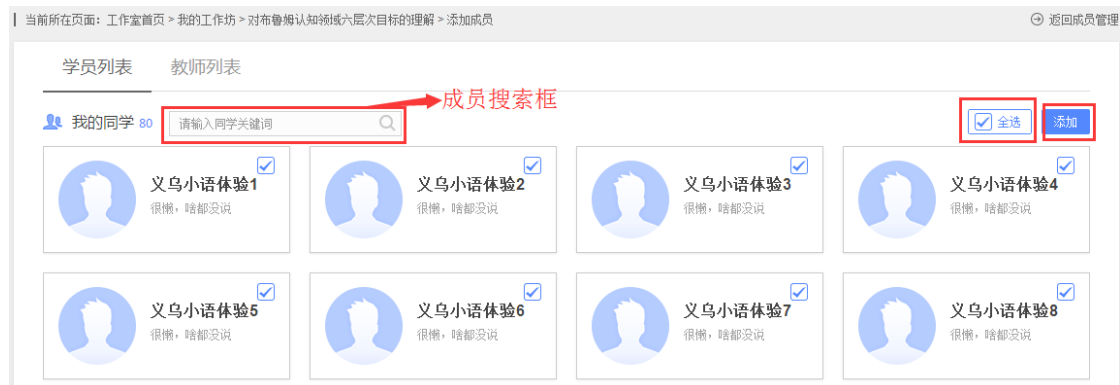 当前所在页面：工作室首页 > 我的工作坊 > 对布鲁姆认知领域六层次目标的理解 > 添加成员 返回成员管理
学员列表 教师列表
成员搜索框
我的同学 80 请输入同学关键词 全选 添加
义乌小语体验1 义乌小语体验2 义乌小语体验3 义乌小语体验4
很懒，啥都没说 很懒，啥都没说 很懒，啥都没说 很懒，啥都没说
义乌小语体验5 义乌小语体验6 义乌小语体验7 义乌小语体验8
很懒，啥都没说 很懒，啥都没说 很懒，啥都没说 很懒，啥都没说